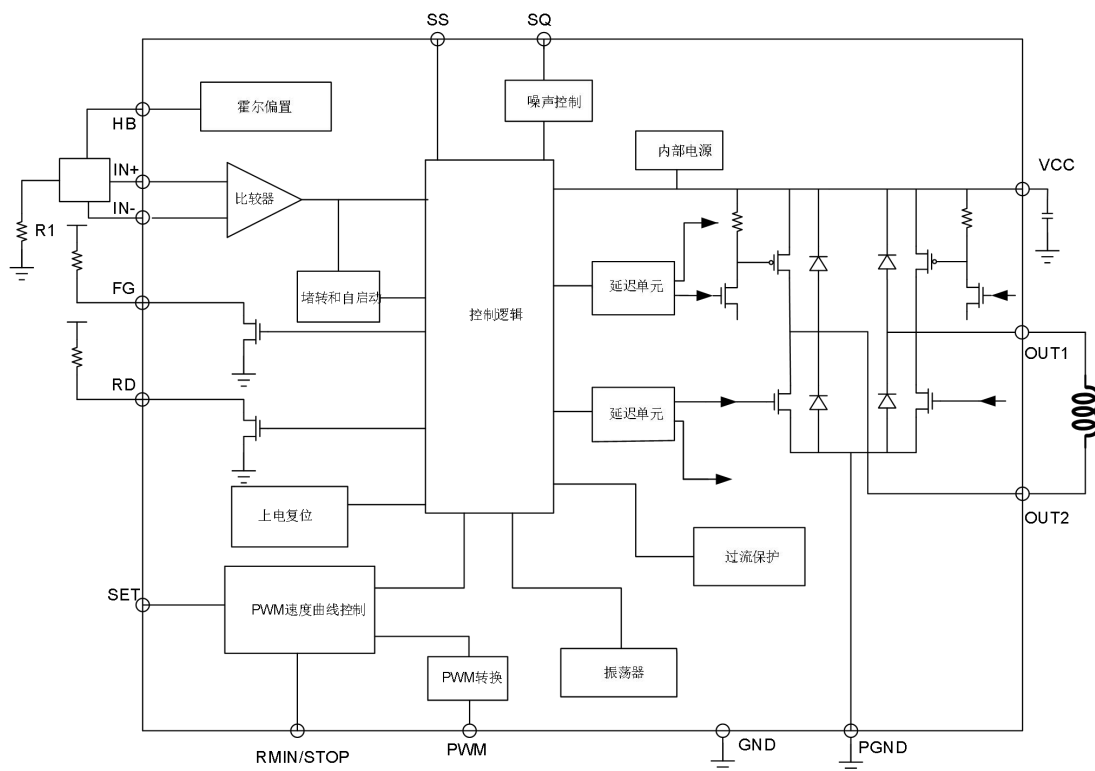 SS
SQ
霍尔偏置
噪声控制
HB
内部电源
IN+
VCC
比较器
IN-
R1
FG
堵转和自启动
延迟单元
控制逻辑
OUT1
RD
延迟单元
上电复位
OUT2
过流保护
SET
PWM速度曲线控制
PWM转换
振荡器
RMIN/STOP
PWM
GND
PGND